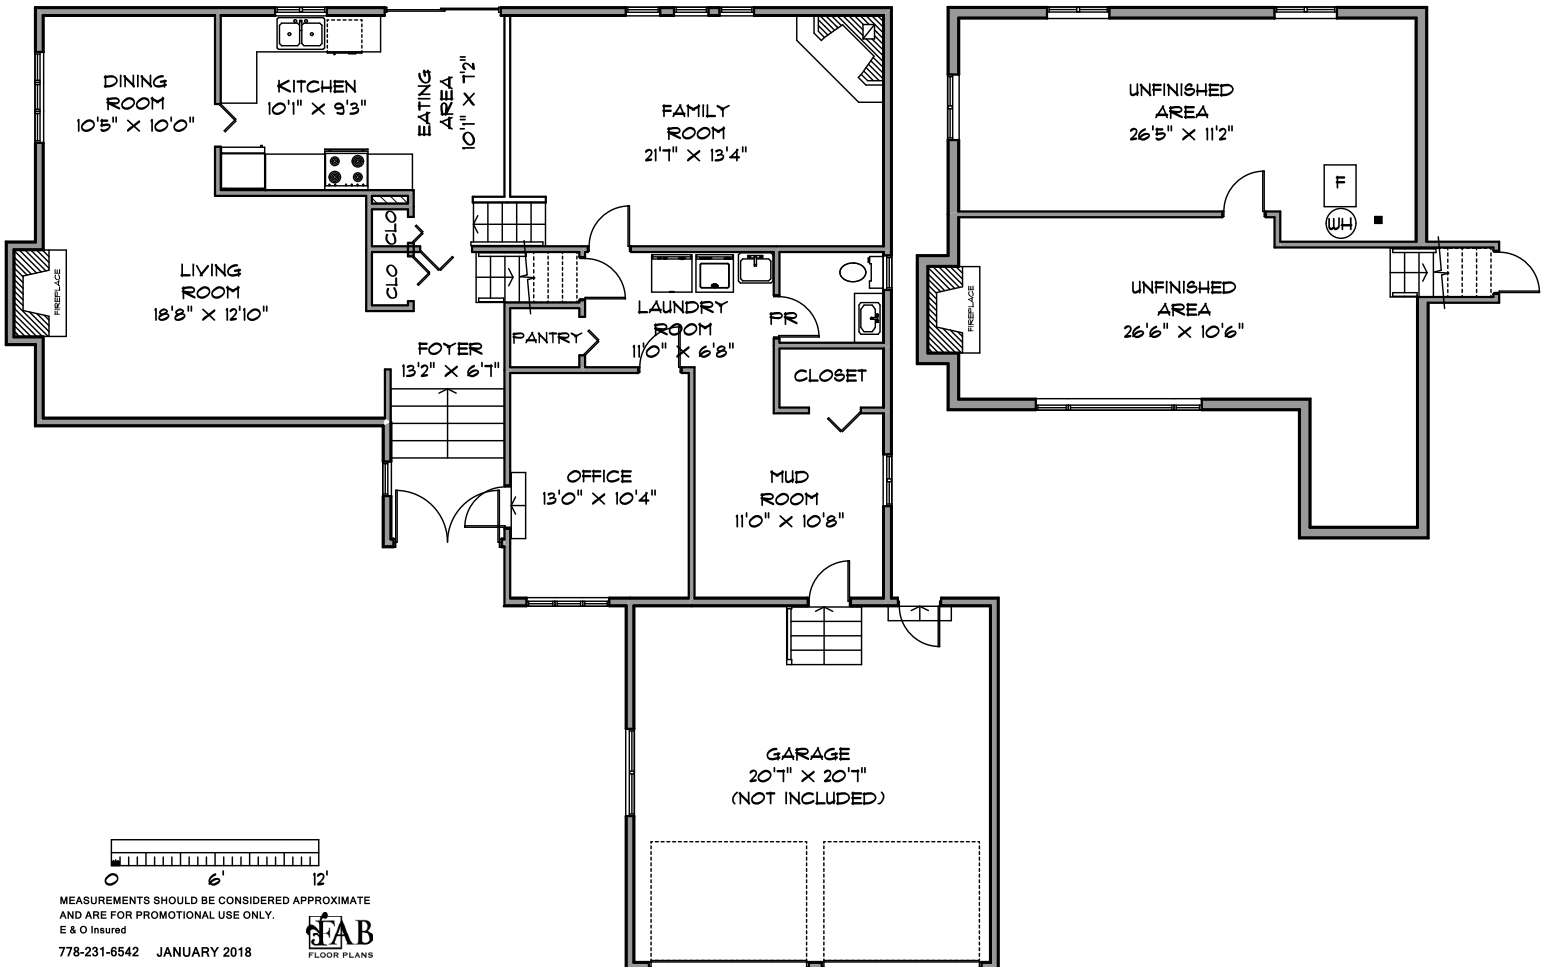 DINING
ROOM
10'5" X 10'0"
KITCHEN
10'1" X 9'3"
EATING
AREA
10'1" X 7'2"
FAMILY
ROOM
21'7" X 13'4"
UNFINISHED
AREA
26'5" X 11'2"
F
WH
CLO
CLO
LIVING
ROOM
18'8" X 12'10"
FIREPLACE
LAUNDRY
ROOM
11'0" X 6'8"
PR
PANTRY
FOYER
13'2" X 6'7"
CLOSET
UNFINISHED
AREA
26'6" X 10'6"
FIREPLACE
OFFICE
13'0" X 10'4"
MUD
ROOM
11'0" X 10'8"
GARAGE
20'7" X 20'7"
(NOT INCLUDED)
0 6' 12'
MEASUREMENTS SHOULD BE CONSIDERED APPROXIMATE
AND ARE FOR PROMOTIONAL USE ONLY.
E & O Insured
778-231-6542 JANUARY 2018
FAB
FLOOR PLANS